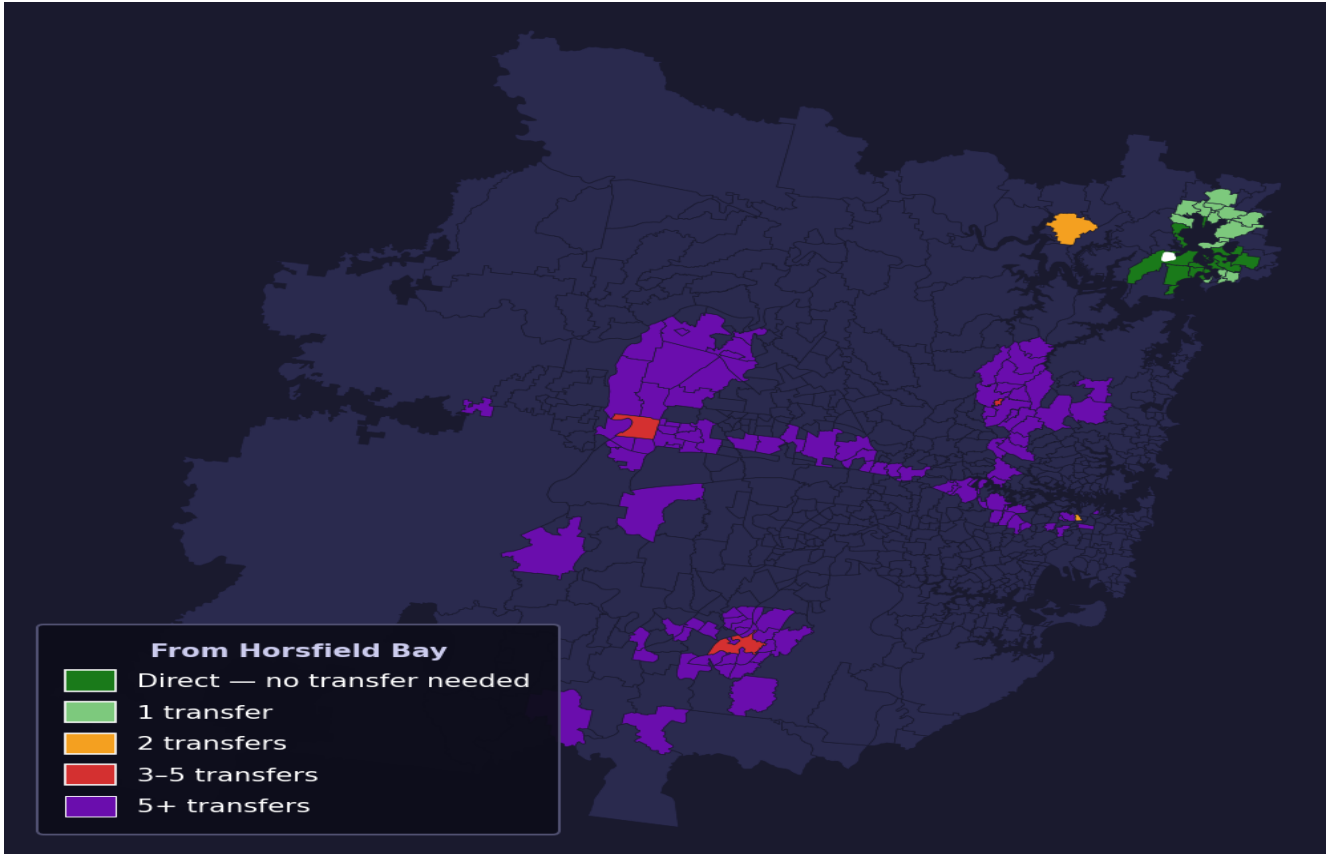 From Horsfield Bay
Direct — no transfer needed
1 transfer
2 transfers
3–5 transfers
5+ transfers